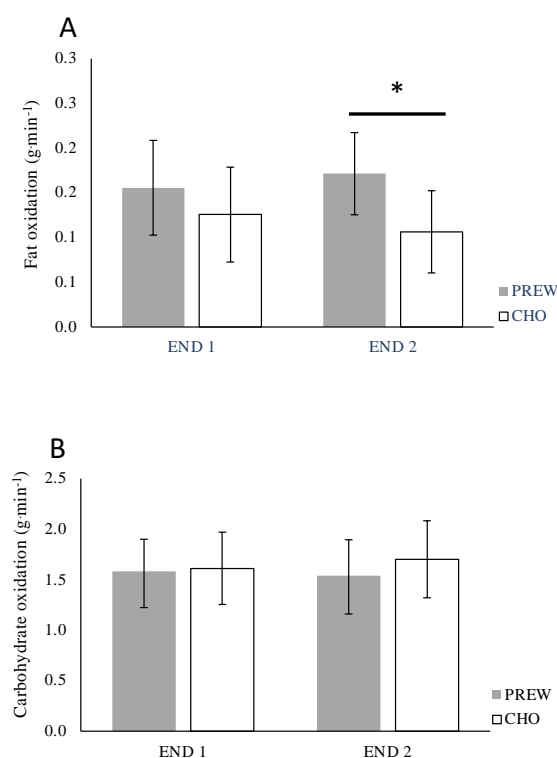 A
Fat oxidation (g·min-1)
0.3
0.3
0.2
0.2
0.1
0.1
0.0
*
END 1
END 2
PREW
CHO
B
Carbohydrate oxidation (g·min-1)
2.5
2.0
1.5
1.0
0.5
0.0
END 1
END 2
PREW
CHO